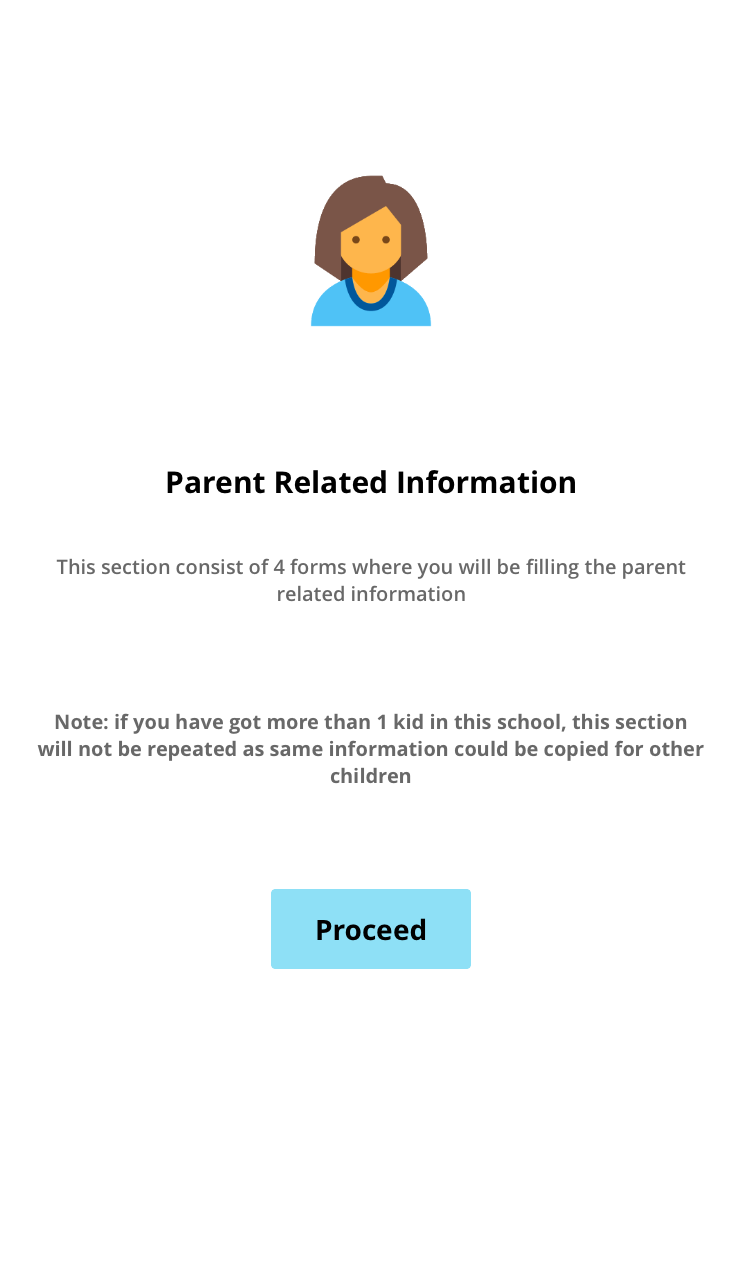 Parent Related Information
This section consist of 4 forms where you will be filling the parent
related information
Note: if you have got more than 1 kid in this school, this section
will not be repeated as same information could be copied for other
children
Proceed